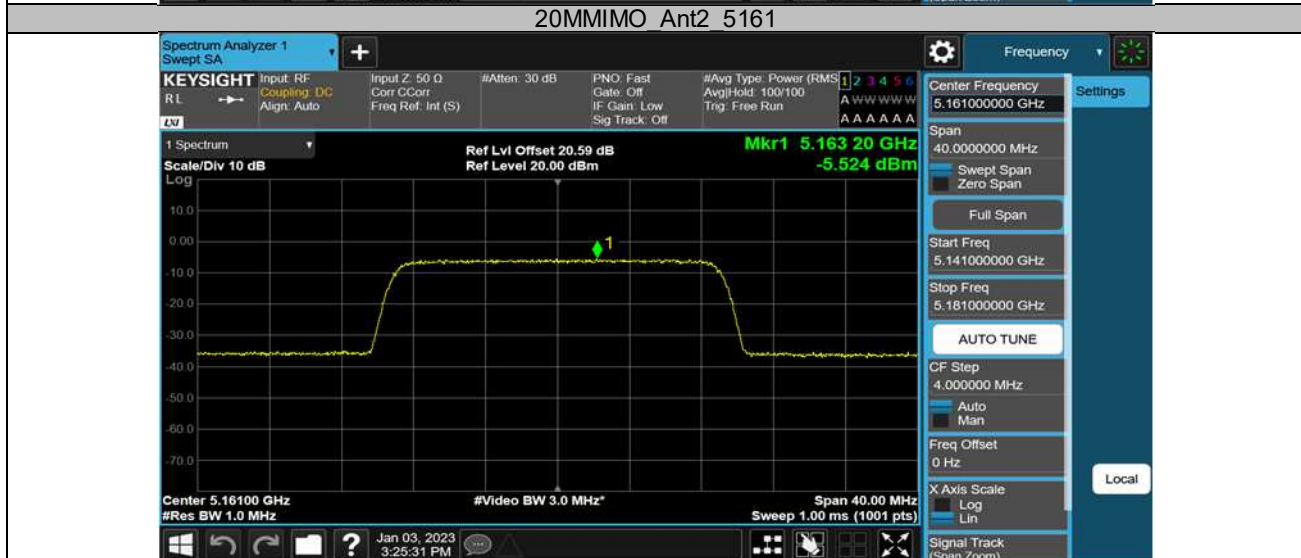 20MMIMO_Ant2_5161
Spectrum Analyzer 1
Swept SA
Frequency
KEYSIGHT
RL
LXI
Input: RF
Coupling: DC
Align: Auto
Input Z: 50 Ω
Corr CCorr
Freq Ref: Int (S)
#Atten: 30 dB
PNO: Fast
Gate: Off
IF Gain: Low
Sig Track: Off
#Avg Type: Power (RMS
Avg|Hold: 100/100
Trig: Free Run
1 2 3 4 5 6
A W W W W W
A A A A A A
1 Spectrum
Scale/Div 10 dB
Log
Ref Lvl Offset 20.59 dB
Ref Level 20.00 dBm
Mkr1 5.163 20 GHz
-5.524 dBm
10.0
0.00
-10.0
-20.0
-30.0
-40.0
-50.0
-60.0
-70.0
1
Center 5.16100 GHz
#Res BW 1.0 MHz
#Video BW 3.0 MHz*
Span 40.00 MHz
Sweep 1.00 ms (1001 pts)
Center Frequency
5.161000000 GHz
Settings
Span
40.0000000 MHz
Swept Span
Zero Span
Full Span
Start Freq
5.141000000 GHz
Stop Freq
5.181000000 GHz
AUTO TUNE
CF Step
4.000000 MHz
Auto
Man
Freq Offset
0 Hz
X Axis Scale
Log
Lin
Local
Signal Track
(Span Zoom)
?
Jan 03, 2023
3:25:31 PM